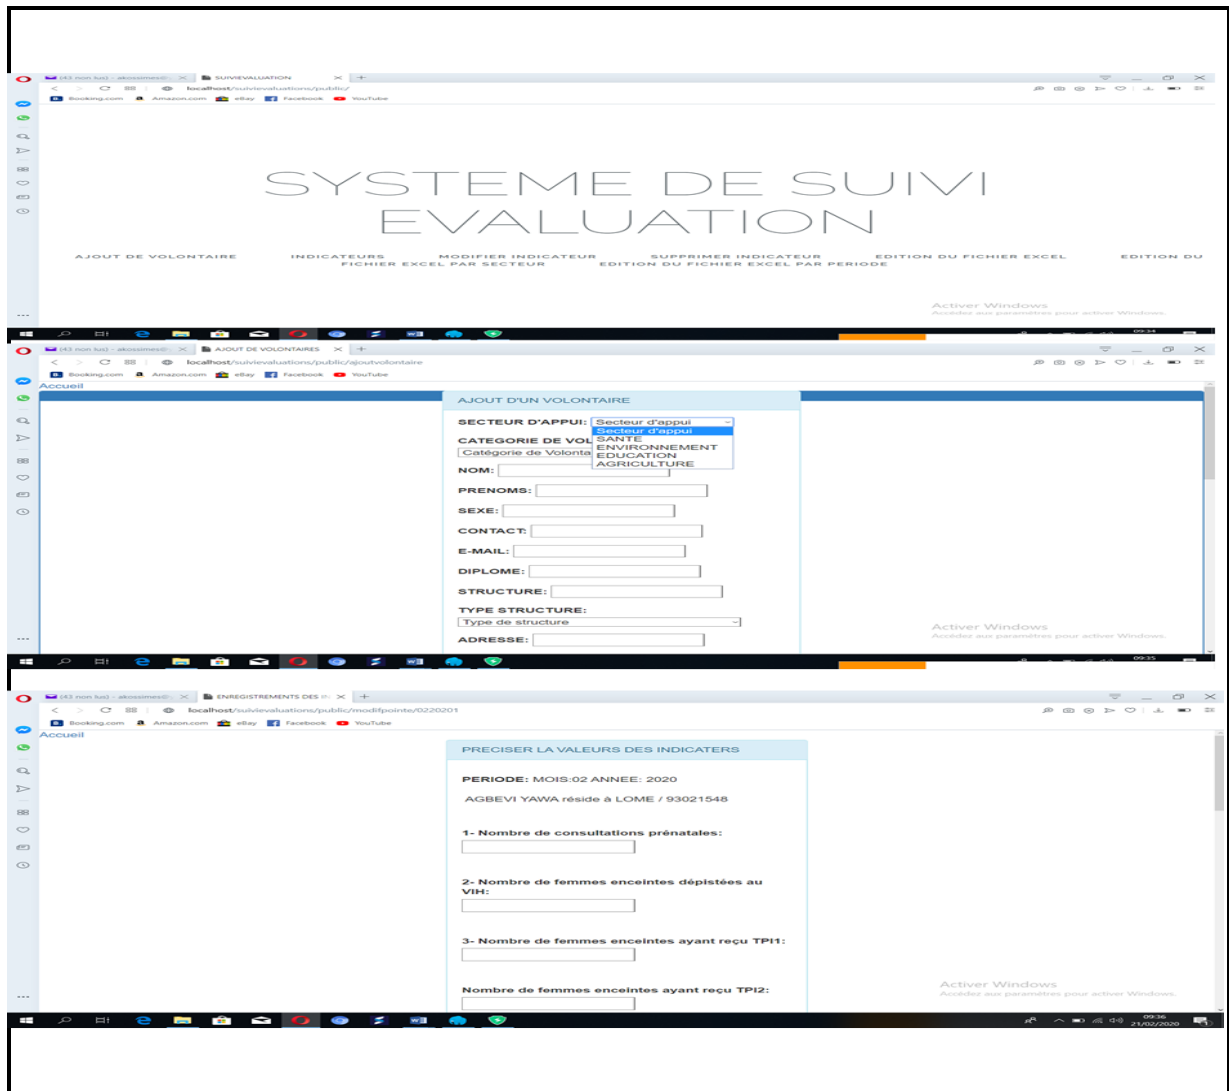 (43 non lus) - akossimes@ SUIVIEVALUATION
localhost/suivievaluations/public/
Booking.com Amazon.com eBay Facebook YouTube
SYSTEME DE SUIVI
EVALUATION
AJOUT DE VOLONTAIRE INDICATEURS MODIFIER INDICATEUR SUPPRIMER INDICATEUR EDITION DU FICHIER EXCEL EDITION DU
FICHIER EXCEL PAR SECTEUR EDITION DU FICHIER EXCEL PAR PERIODE
Activer Windows
Accédez aux paramètres pour activer Windows.
09:34
(43 non lus) - akossimes@ AJOUT DE VOLONTAIRES
localhost/suivievaluations/public/ajoutvolontaire
Booking.com Amazon.com eBay Facebook YouTube
Accueil
AJOUT D'UN VOLONTAIRE
SECTEUR D'APPUI: Secteur d'appui
Secteur d'appui
SANTE
ENVIRONNEMENT
EDUCATION
AGRICULTURE
CATEGORIE DE VOL
Catégorie de Volonta
NOM:
PRENOMS:
SEXE:
CONTACT:
E-MAIL:
DIPLOME:
STRUCTURE:
TYPE STRUCTURE:
Type de structure
ADRESSE:
Activer Windows
Accédez aux paramètres pour activer Windows.
09:35
(43 non lus) - akossimes@ ENREGISTREMENTS DES IN
localhost/suivievaluations/public/modifpointe/0220201
Booking.com Amazon.com eBay Facebook YouTube
Accueil
PRECISER LA VALEURS DES INDICATERS
PERIODE: MOIS:02 ANNEE: 2020
AGBEVI YAWA réside à LOME / 93021548
1- Nombre de consultations prénatales:
2- Nombre de femmes enceintes dépistées au
VIH:
3- Nombre de femmes enceintes ayant reçu TPI1:
Nombre de femmes enceintes ayant reçu TPI2:
Activer Windows
Accédez aux paramètres pour activer Windows.
09:36
21/02/2020